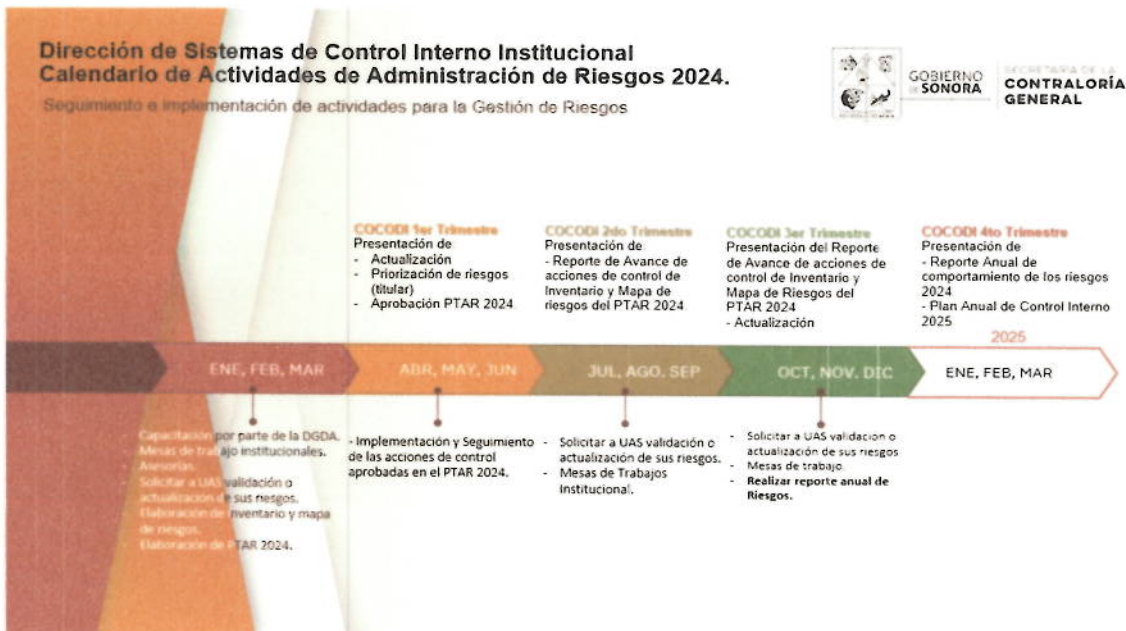 Dirección de Sistemas de Control Interno Institucional
Calendario de Actividades de Administración de Riesgos 2024.
Seguimiento e implementación de actividades para la Gestión de Riesgos
GOBIERNO
DE SONORA
SECRETARÍA DE LA
CONTRALORÍA
GENERAL
COCODI 1er Trimestre
Presentación de
- Actualización
- Priorización de riesgos
(titular)
- Aprobación PTAR 2024
COCODI 2do Trimestre
Presentación de
- Reporte de Avance de
acciones de control de
Inventario y Mapa de
riesgos del PTAR 2024
COCODI 3er Trimestre
Presentación del Reporte
de Avance de acciones de
control de Inventario y
Mapa de Riesgos del
PTAR 2024
- Actualización
COCODI 4to Trimestre
Presentación de
- Reporte Anual de
comportamiento de los riesgos
2024
- Plan Anual de Control Interno
2025
2025
ENE, FEB, MAR
ABR, MAY, JUN
JUL, AGO, SEP
OCT, NOV, DIC
ENE, FEB, MAR
- Capacitación por parte de la DGDA.
- Mesas de trabajo institucionales.
- Asesorías.
- Solicitar a UAS validación o
actualización de sus riesgos.
- Elaboración de inventario y mapa
de riesgos.
- Elaboración de PTAR 2024.
- Implementación y Seguimiento
de las acciones de control
aprobadas en el PTAR 2024.
- Solicitar a UAS validación o
actualización de sus riesgos.
- Mesas de Trabajos
Institucional.
- Solicitar a UAS validación o
actualización de sus riesgos
- Mesas de trabajo.
- Realizar reporte anual de
Riesgos.